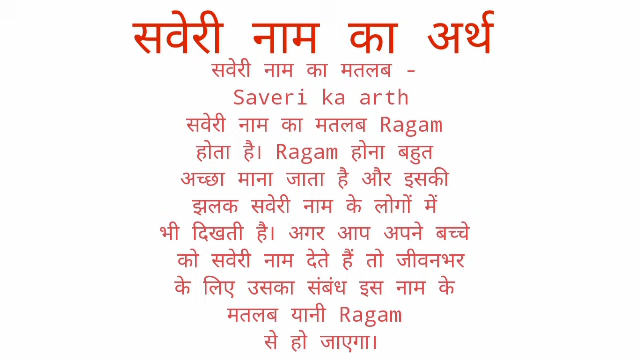 सवेरी नाम का अर्थ
सवेरी नाम का मतलब -
Saveri ka arth
सवेरी नाम का मतलब Ragam
होता है। Ragam होना बहुत
अच्छा माना जाता है और इसकी
झलक सवेरी नाम के लोगों में
भी दिखती है। अगर आप अपने बच्चे
को सवेरी नाम देते हैं तो जीवनभर
के लिए उसका संबंध इस नाम के
मतलब यानी Ragam
से हो जाएगा।